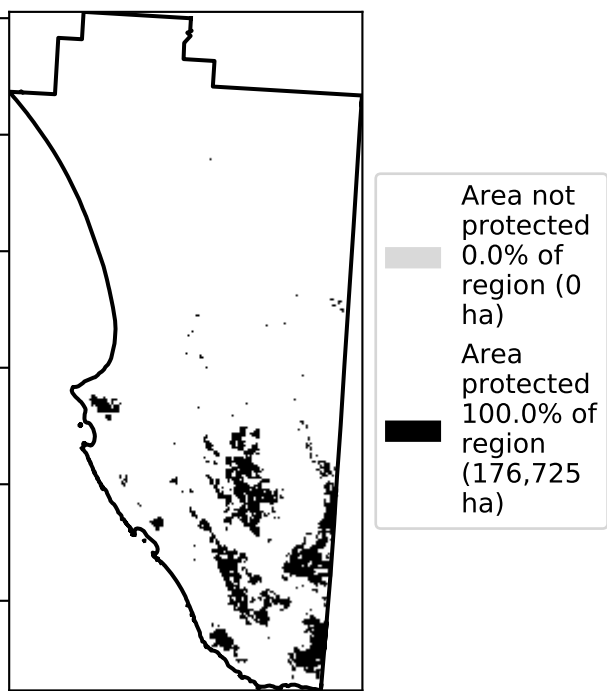 Area not
protected
0.0% of
region (0
ha)
Area
protected
100.0% of
region
(176,725
ha)